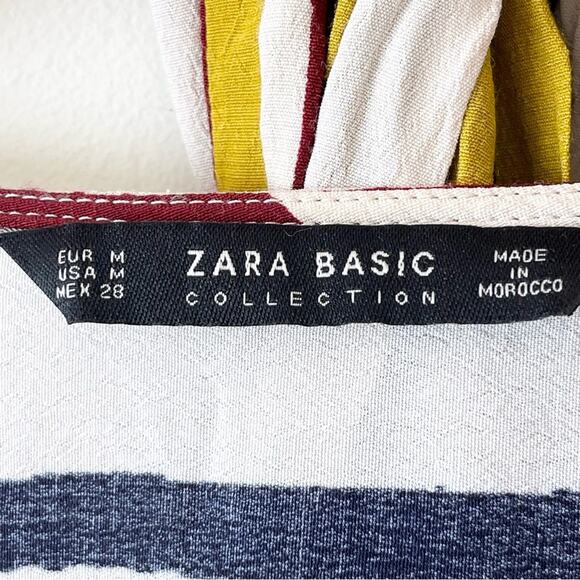 EUR M
USA M
MEX 28
ZARA BASIC
COLLECTION
MADE
IN
MOROCCO